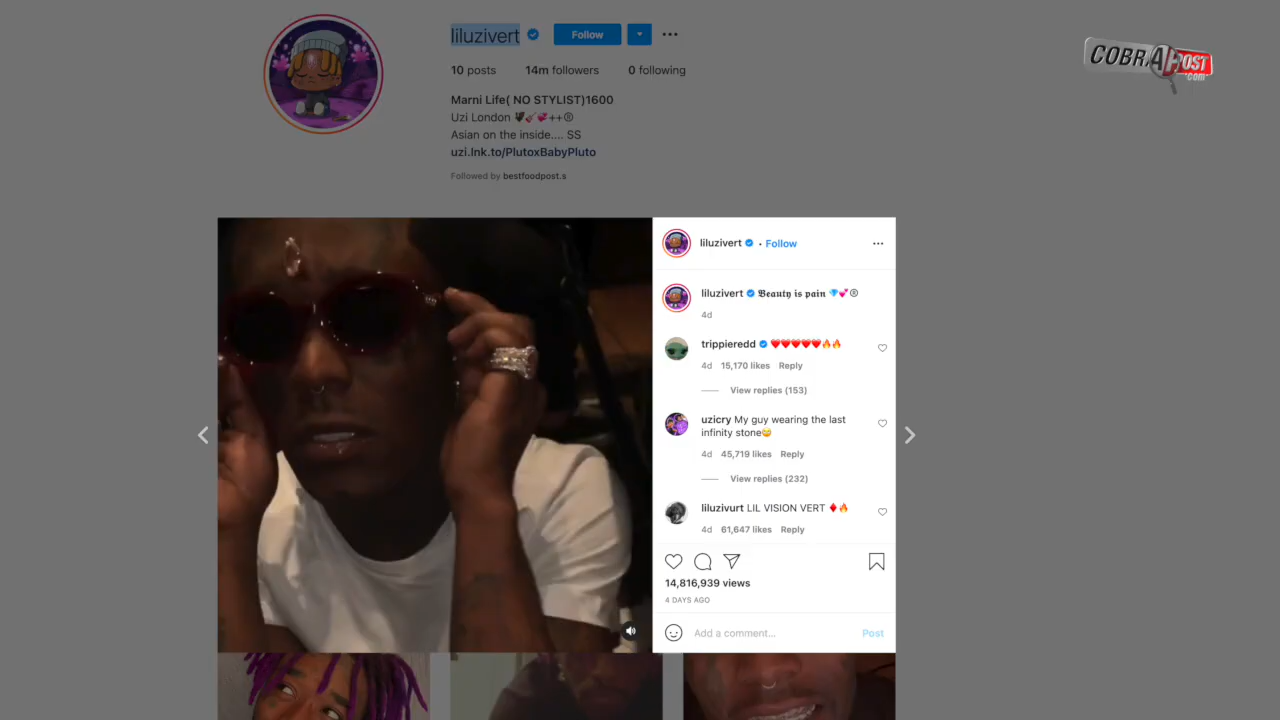 liluzivert Follow
COBRAPOST
.com
10 posts 14m followers 0 following
Marni Life( NO STYLIST)1600
Uzi London 🖤🎸💞++®
Asian on the inside.... SS
uzi.lnk.to/PlutoxBabyPluto
Followed by bestfoodpost.s
liluzivert • Follow
liluzivert 𝕭𝖊𝖆𝖚𝖙𝖞 𝖎𝖘 𝖕𝖆𝖎𝖓 💎💕®
4d
trippieredd ❤️❤️❤️❤️❤️🔥🔥
4d 15,170 likes Reply
View replies (153)
uzicry My guy wearing the last
infinity stone😋
4d 45,719 likes Reply
View replies (232)
liluzivurt LIL VISION VERT ♦️🔥
4d 61,647 likes Reply
14,816,939 views
4 DAYS AGO
Add a comment... Post